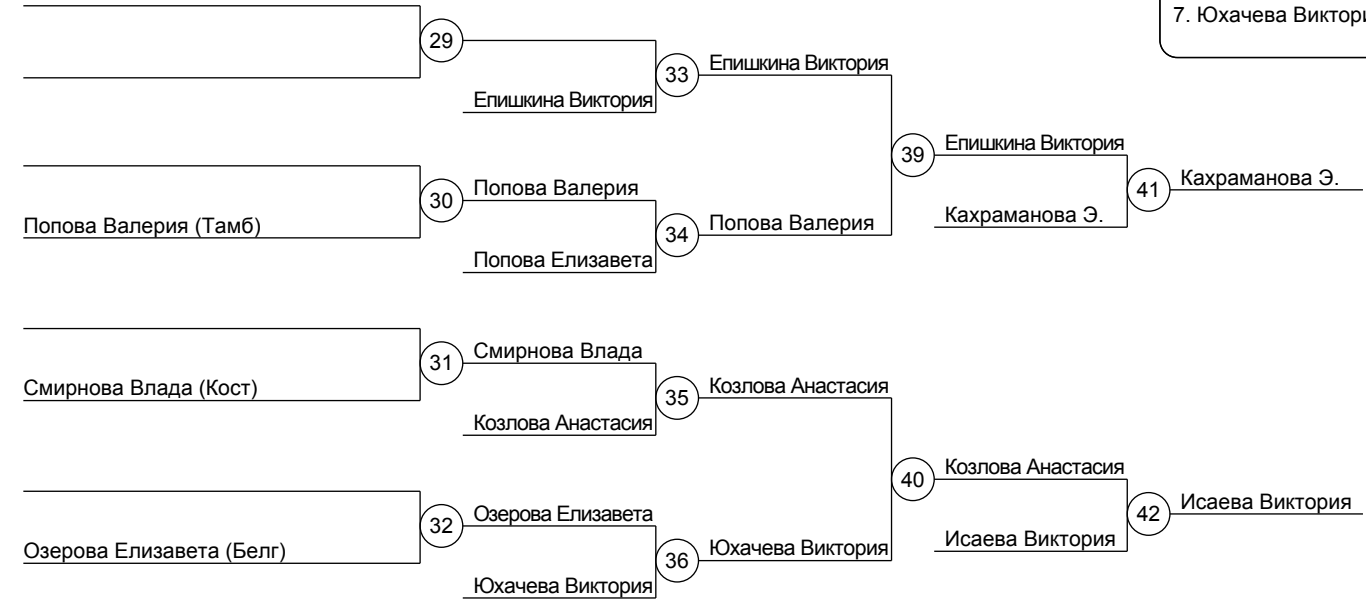 7. Юхачева
29
Епишкина Виктория
33
Епишкина Виктория
Епишкина Виктория
39
41
Кахраманова Э.
30
Попова Валерия
Попова Валерия (Тамб)
34
Попова Валерия
Кахраманова Э.
Попова Елизавета
31
Смирнова Влада
Смирнова Влада (Кост)
35
Козлова Анастасия
Козлова Анастасия
40
Козлова Анастасия
42
Исаева Виктория
32
Озерова Елизавета
Исаева Виктория
Озерова Елизавета (Белг)
36
Юхачева Виктория
Юхачева Виктория